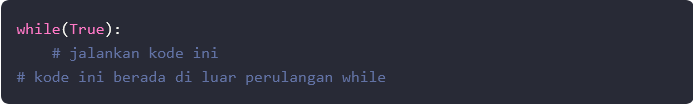 while(True):
    # jalankan kode ini
# kode ini berada di luar perulangan while